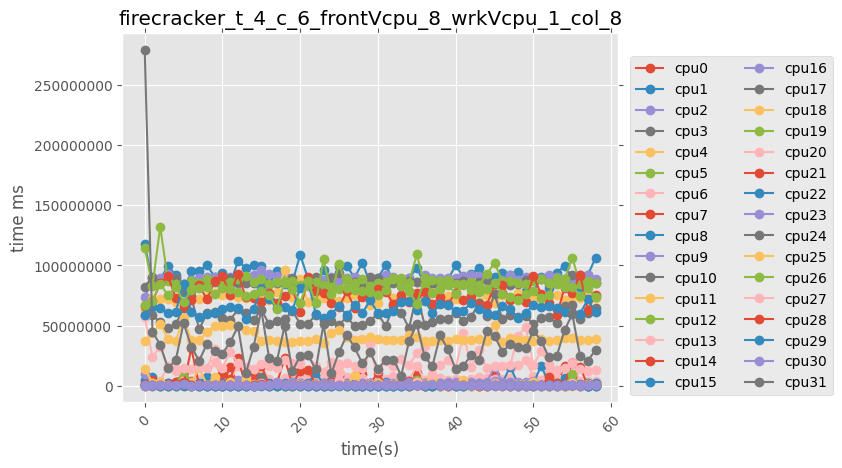 firecracker_t_4_c_6_frontVcpu_8_wrkVcpu_1_col_8
time ms
250000000
200000000
150000000
100000000
50000000
0
0
10
20
30
40
50
60
time(s)
cpu0
cpu1
cpu2
cpu3
cpu4
cpu5
cpu6
cpu7
cpu8
cpu9
cpu10
cpu11
cpu12
cpu13
cpu14
cpu15
cpu16
cpu17
cpu18
cpu19
cpu20
cpu21
cpu22
cpu23
cpu24
cpu25
cpu26
cpu27
cpu28
cpu29
cpu30
cpu31